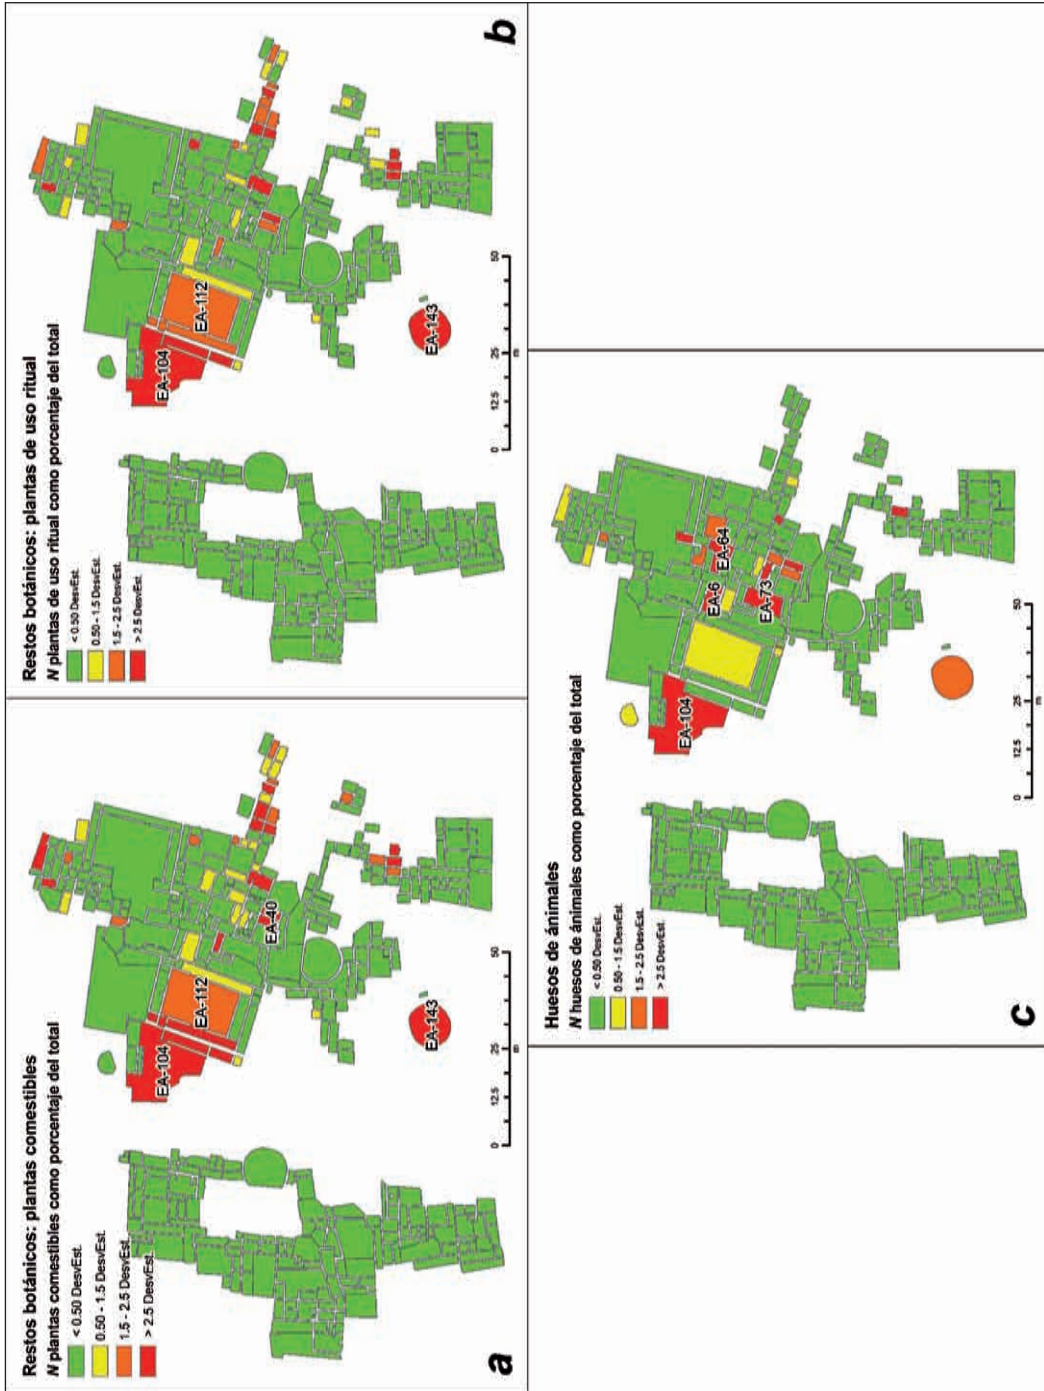 Restos botánicos: plantas comestibles
N plantas comestibles como porcentaje del total
< 0.50 DesvEst.
0.50 - 1.5 DesvEst.
1.5 - 2.5 DesvEst.
> 2.5 DesvEst.
EA-104
EA-112
EA-40
EA-143
0 12.5 25 50
m
a
Restos botánicos: plantas de uso ritual
N plantas de uso ritual como porcentaje del total
< 0.50 DesvEst.
0.50 - 1.5 DesvEst.
1.5 - 2.5 DesvEst.
> 2.5 DesvEst.
EA-104
EA-112
EA-143
0 12.5 25 50
m
b
Huesos de ánimales
N huesos de ánimales como porcentaje del total
< 0.50 DesvEst.
0.50 - 1.5 DesvEst.
1.5 - 2.5 DesvEst.
> 2.5 DesvEst.
EA-104
EA-6
EA-64
EA-73
0 12.5 25 50
m
c